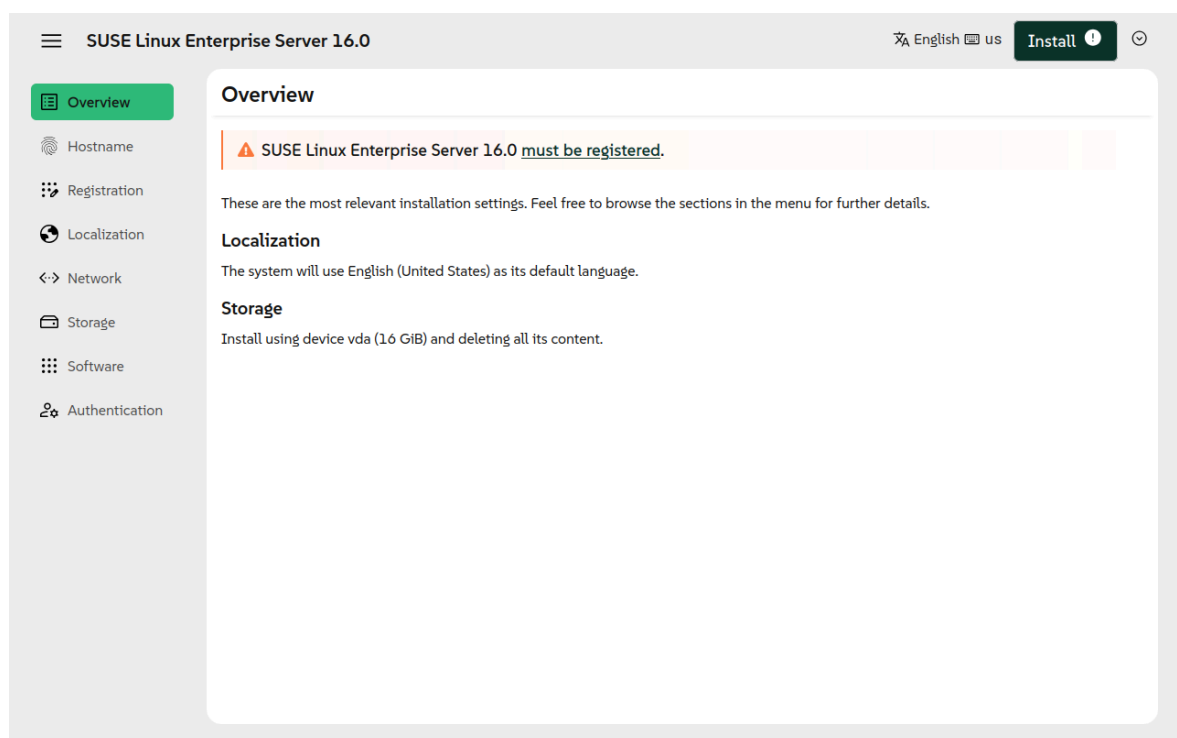 SUSE Linux Enterprise Server 16.0
English us
Install
Overview
Hostname
Registration
Localization
Network
Storage
Software
Authentication
Overview
SUSE Linux Enterprise Server 16.0 must be registered.
These are the most relevant installation settings. Feel free to browse the sections in the menu for further details.
Localization
The system will use English (United States) as its default language.
Storage
Install using device vda (16 GiB) and deleting all its content.